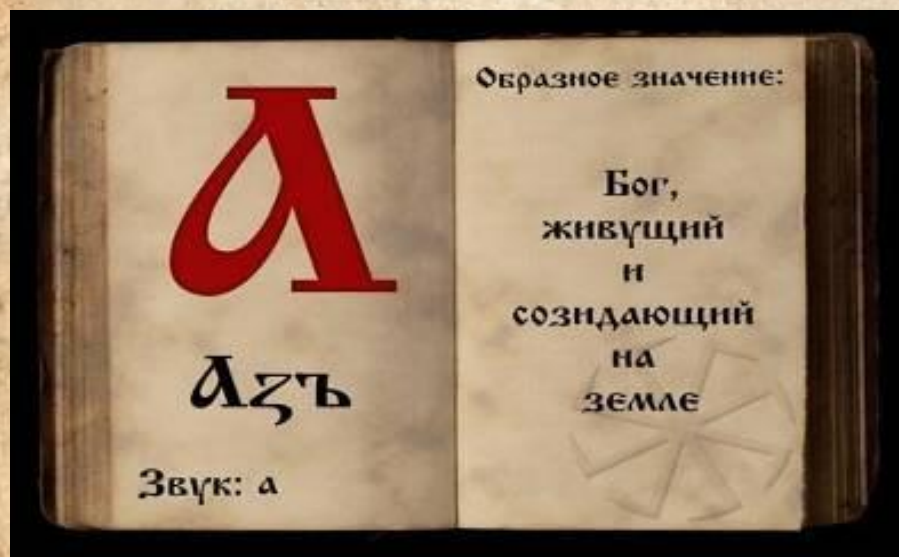 А
Азъ
Звук: а
Образное значение:
Бог,
живущий
и
созидающий
на
земле